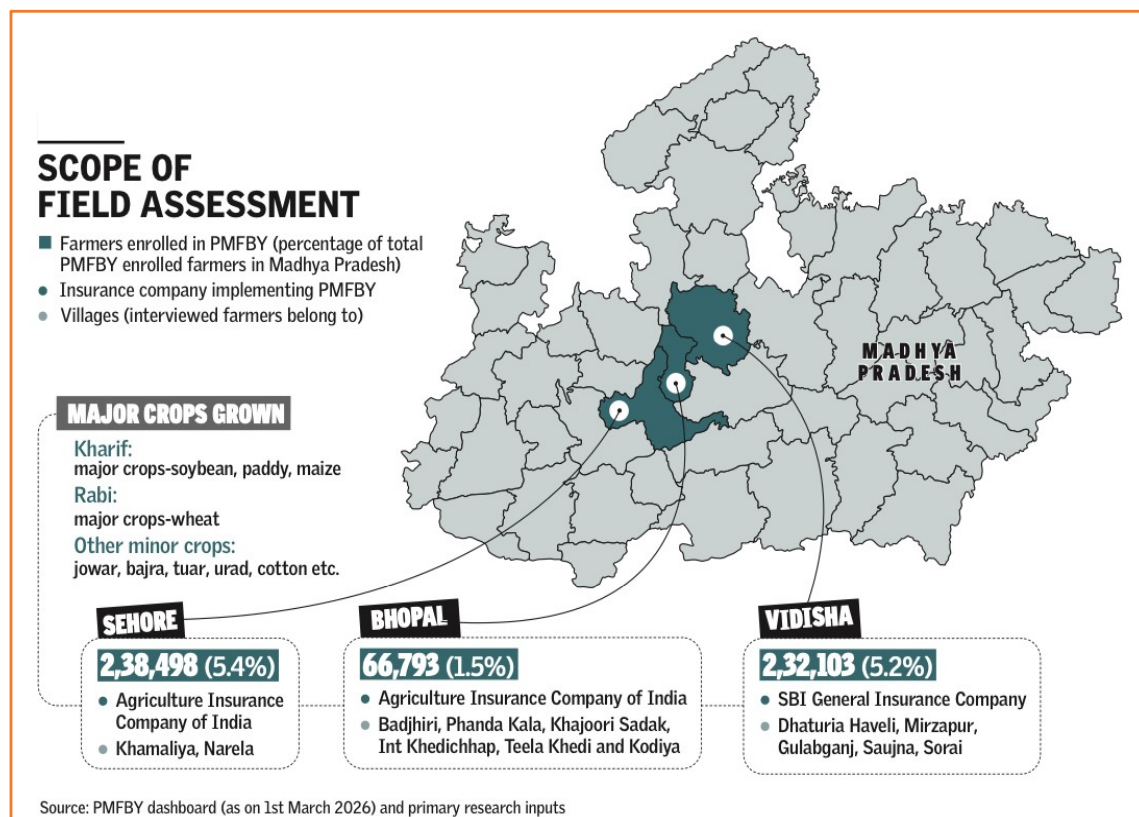 SCOPE OF
FIELD ASSESSMENT
Farmers enrolled in PMFBY (percentage of total
PMFBY enrolled farmers in Madhya Pradesh)
Insurance company implementing PMFBY
Villages (interviewed farmers belong to)
MADHYA
PRADESH
MAJOR CROPS GROWN
Kharif:
major crops-soybean, paddy, maize
Rabi:
major crops-wheat
Other minor crops:
jowar, bajra, tuar, urad, cotton etc.
SEHORE
2,38,498 (5.4%)
Agriculture Insurance
Company of India
Khamaliya, Narela
BHOPAL
66,793 (1.5%)
Agriculture Insurance Company of India
Badjhiri, Phanda Kala, Khajoori Sadak,
Int Khedichhap, Teela Khedi and Kodiya
VIDISHA
2,32,103 (5.2%)
SBI General Insurance Company
Dhaturia Haveli, Mirzapur,
Gulabganj, Saujna, Sorai
Source: PMFBY dashboard (as on 1st March 2026) and primary research inputs